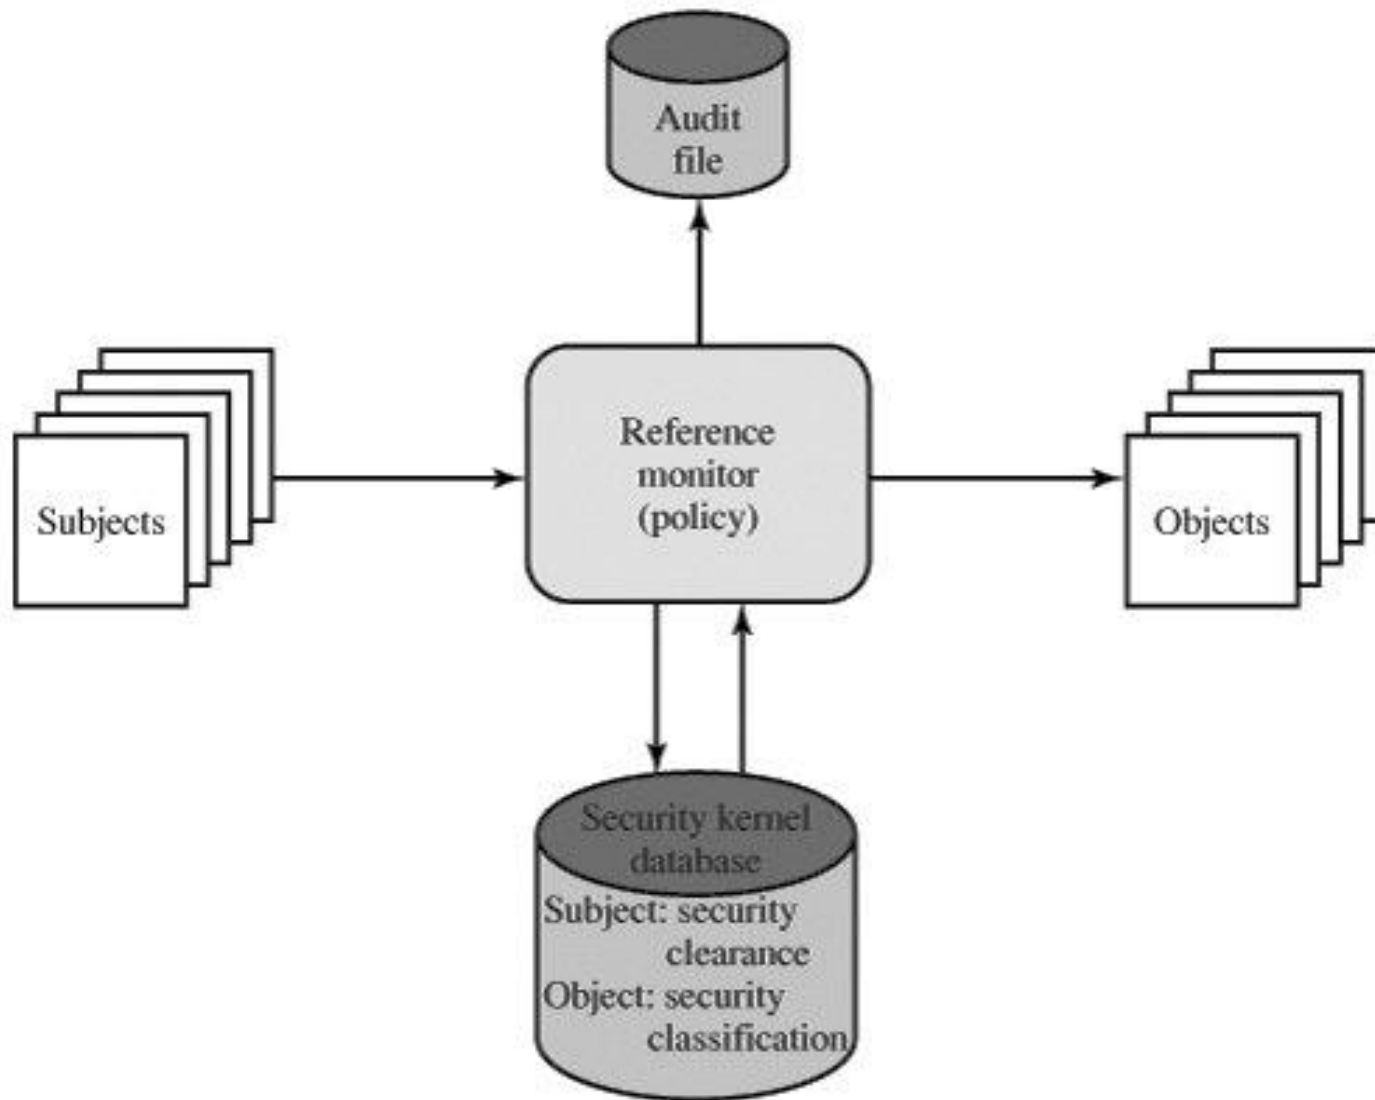 Audit
file
Reference
monitor
(policy)
Subjects
Objects
Security kernel
database
Subject: security
clearance
Object: security
classification